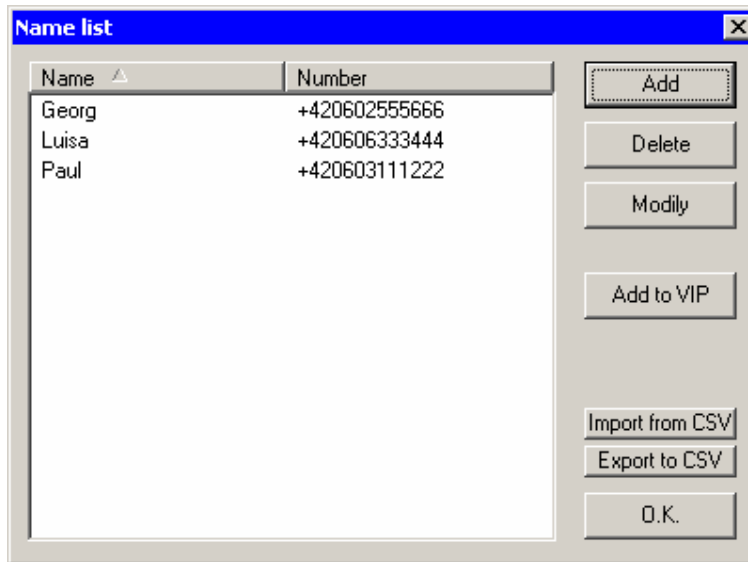 Name list
Name Number
Georg +420602555666
Luisa +420606333444
Paul +420603111222
Add
Delete
Modily
Add to VIP
Import from CSV
Export to CSV
O.K.